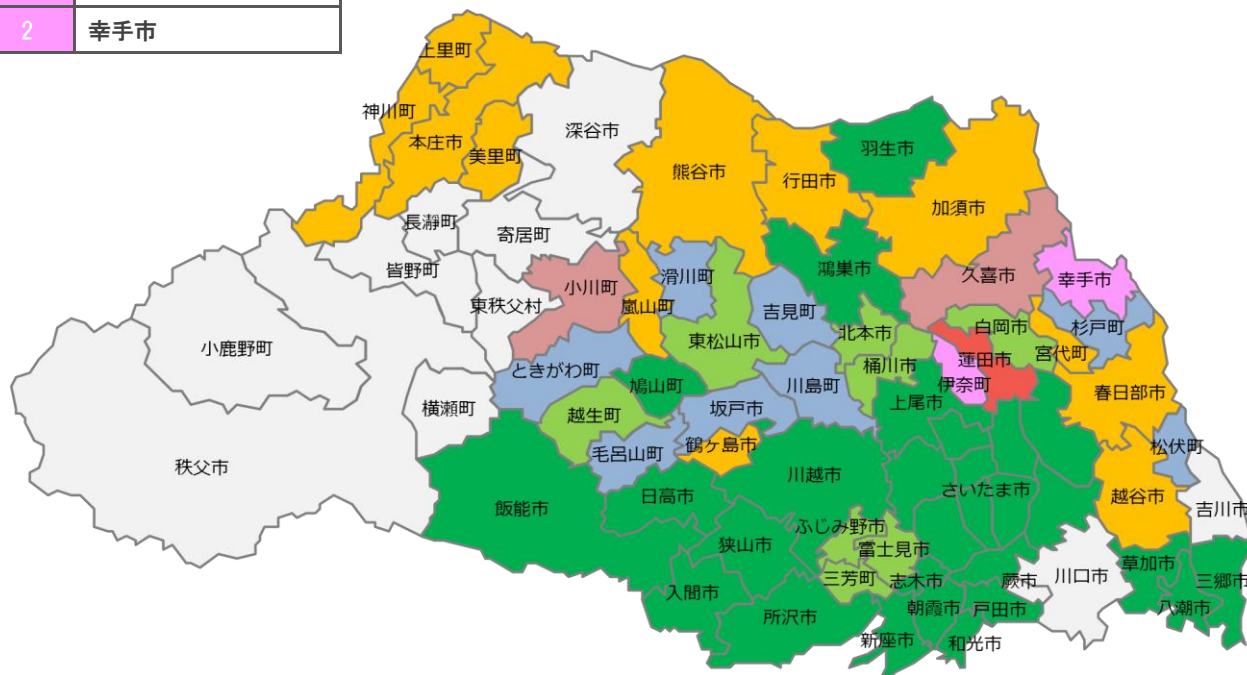 2 幸手市
上里町
神川町
本庄市
美里町
深谷市
熊谷市
行田市
羽生市
加須市
長瀞町
寄居町
皆野町
東秩父村
小川町
嵐山町
滑川町
吉見町
鴻巣市
久喜市
幸手市
小鹿野町
ときがわ町
東松山市
北本市
桶川市
白岡市
蓮田市
伊奈町
宮代町
杉戸町
横瀬町
越生町
鳩山町
川島町
坂戸市
上尾市
春日部市
秩父市
毛呂山町
鶴ヶ島市
川越市
さいたま市
松伏町
越谷市
吉川市
飯能市
日高市
ふじみ野市
富士見市
狭山市
三芳町
志木市
入間市
所沢市
朝霞市
新座市
和光市
戸田市
蕨市
川口市
草加市
八潮市
三郷市